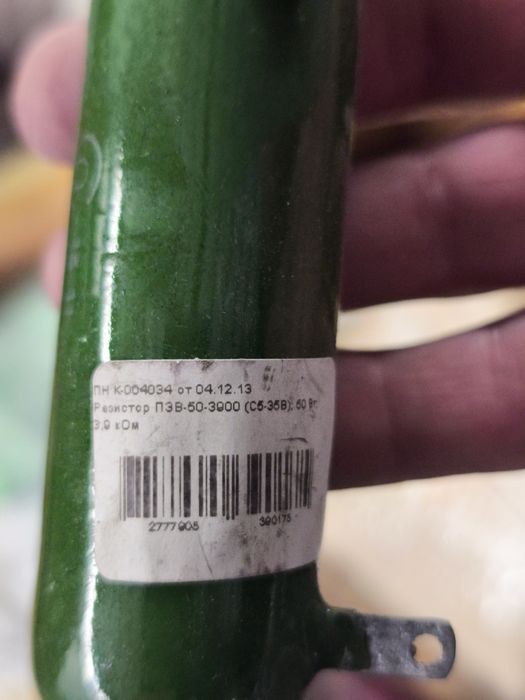 ПН К-004034 от 04.12.13
Резистор ПЭВ-50-3900 (С5-35В); 50 Вт;
3,9 кОм
2777905 390175